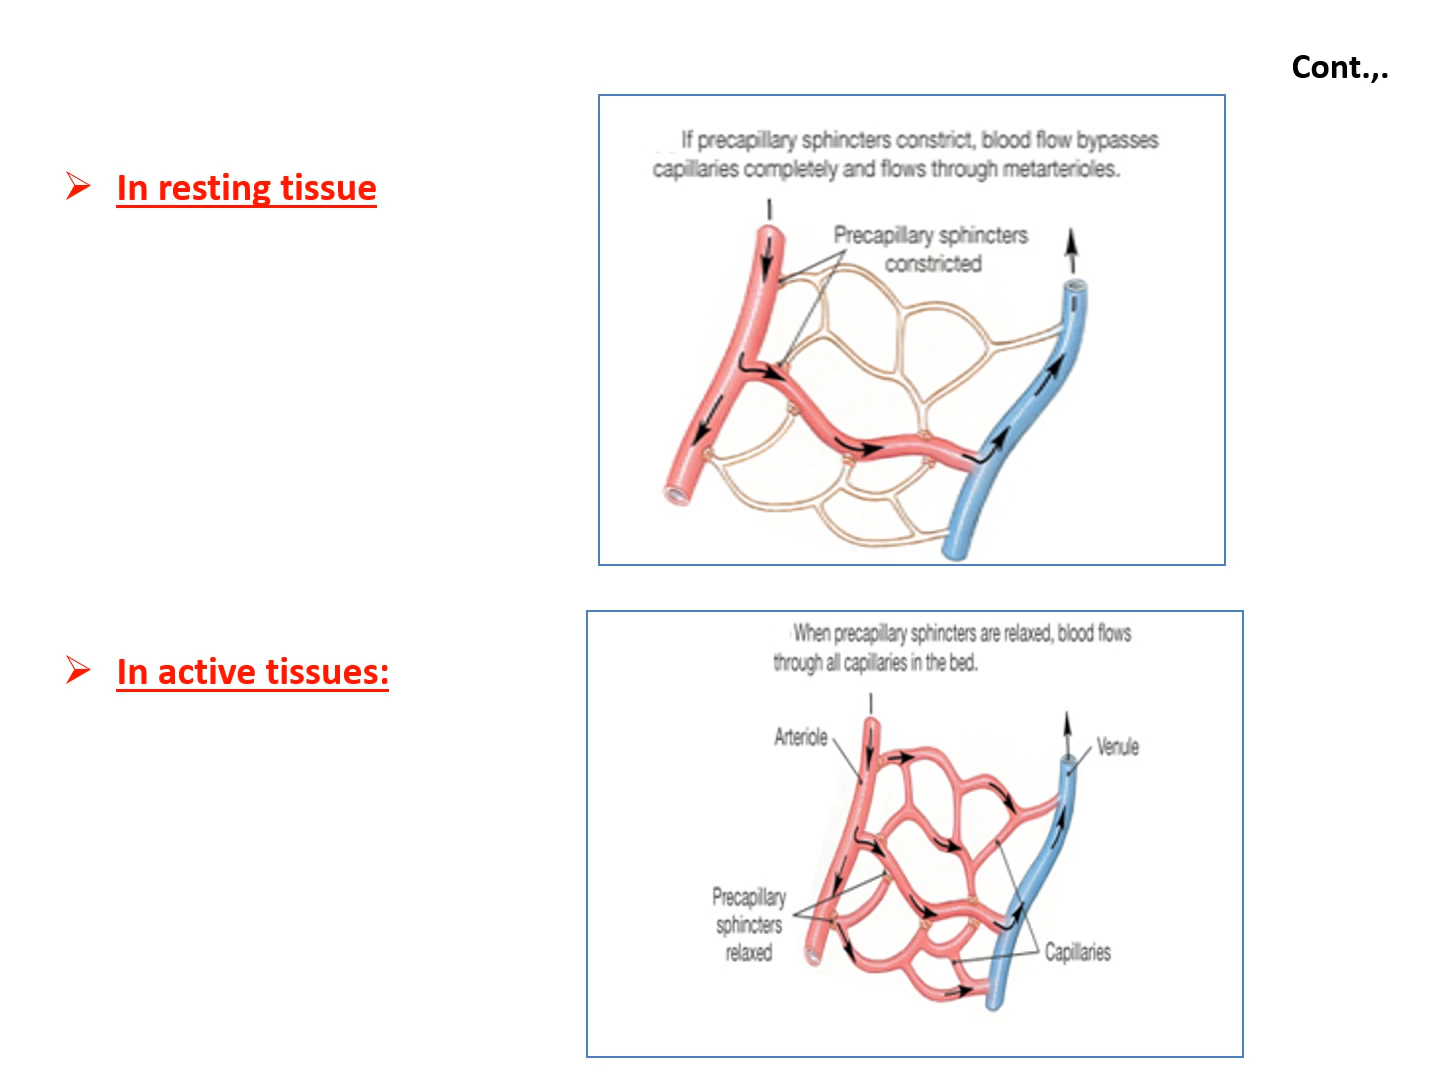 Cont.,.
In resting tissue
If precapillary sphincters constrict, blood flow bypasses
capillaries completely and flows through metarterioles.
Precapillary sphincters
constricted
In active tissues:
When precapillary sphincters are relaxed, blood flows
through all capillaries in the bed.
Arteriole
Venule
Precapillary
sphincters
relaxed
Capillaries